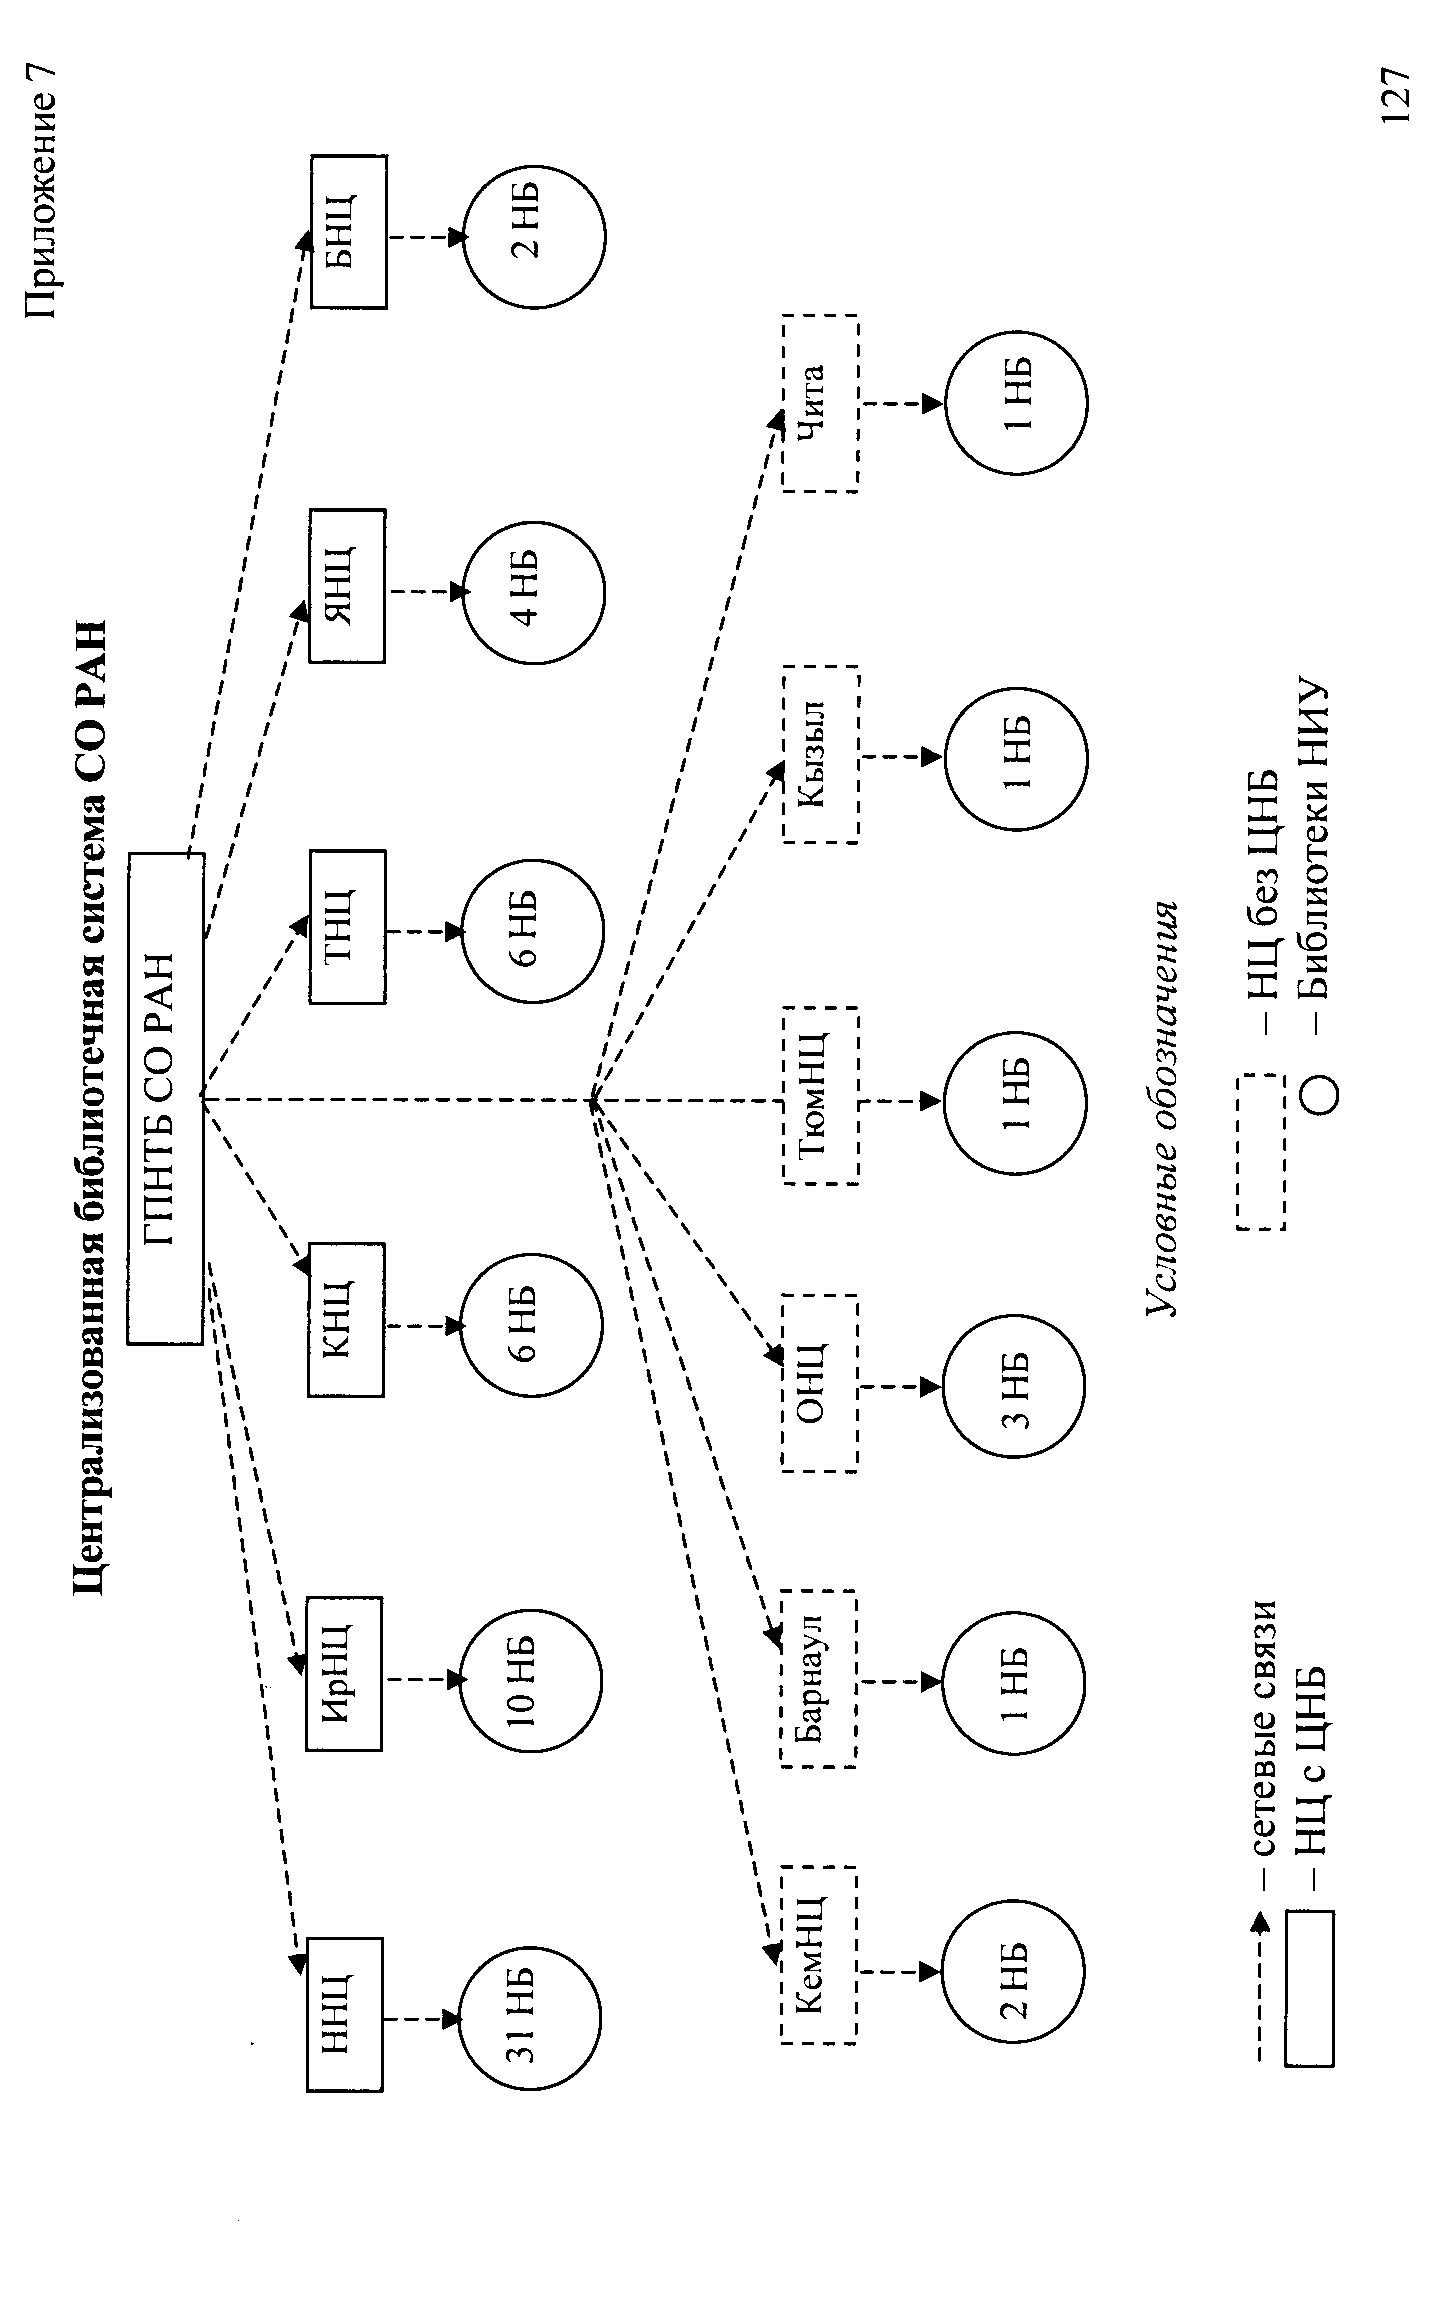 Приложение 7
Централизованная библиотечная система СО РАН
ГПНТБ СО РАН
ННЦ
ИрНЦ
КНЦ
ТНЦ
ЯНЦ
БНЦ
31 НБ
10 НБ
6 НБ
6 НБ
4 НБ
2 НБ
КемНЦ
Барнаул
ОНЦ
ТюмНЦ
Кызыл
Чита
2 НБ
1 НБ
3 НБ
1 НБ
1 НБ
1 НБ
Условные обозначения
– сетевые связи
– НЦ без ЦНБ
– НЦ с ЦНБ
– Библиотеки НИУ
127